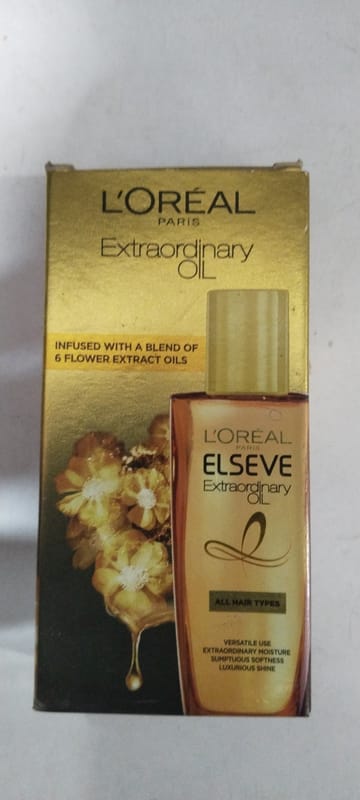 L'ORÉAL
PARIS
Extraordinary
OIL
INFUSED WITH A BLEND OF
6 FLOWER EXTRACT OILS
L'ORÉAL
PARIS
ELSEVE
Extraordinary
OIL
ALL HAIR TYPES
VERSATILE USE
EXTRAORDINARY MOISTURE
SUMPTUOUS SOFTNESS
LUXURIOUS SHINE